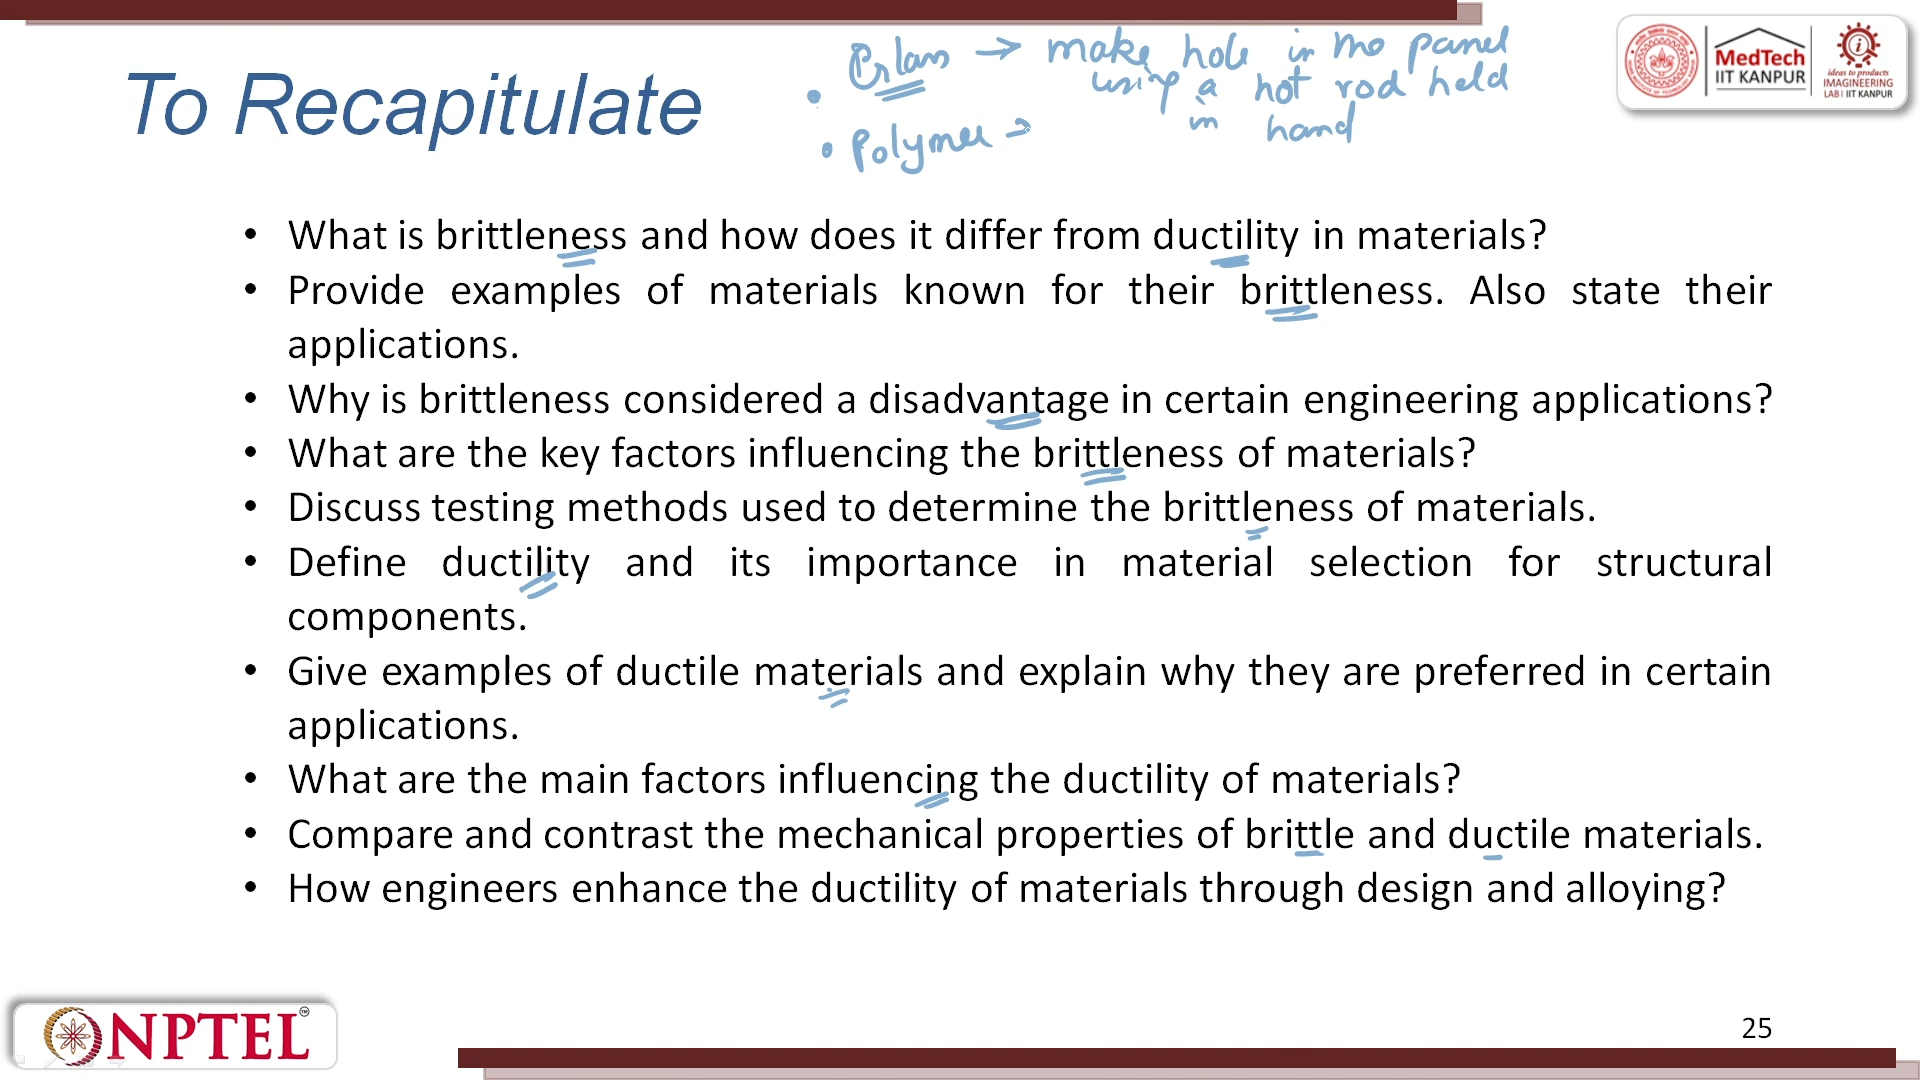 To Recapitulate
• Glass → make hole in the panel
using a hot rod held
in hand
• Polymer →
MedTech
IIT KANPUR
ideas to products
IMAGINEERING
LAB | IIT KANPUR
• What is brittleness and how does it differ from ductility in materials?
• Provide examples of materials known for their brittleness. Also state their
applications.
• Why is brittleness considered a disadvantage in certain engineering applications?
• What are the key factors influencing the brittleness of materials?
• Discuss testing methods used to determine the brittleness of materials.
• Define ductility and its importance in material selection for structural
components.
• Give examples of ductile materials and explain why they are preferred in certain
applications.
• What are the main factors influencing the ductility of materials?
• Compare and contrast the mechanical properties of brittle and ductile materials.
• How engineers enhance the ductility of materials through design and alloying?
NPTEL™
25